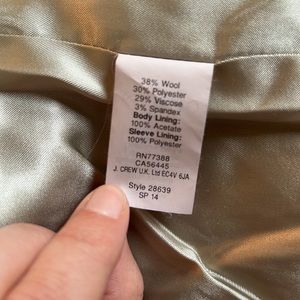 38% Wool
30% Polyester
29% Viscose
3% Spandex
Body Lining:
100% Acetate
Sleeve Lining:
100% Polyester
RN77388
CA56445
J. CREW U.K. Ltd EC4V 6JA
Style 28639
SP 14